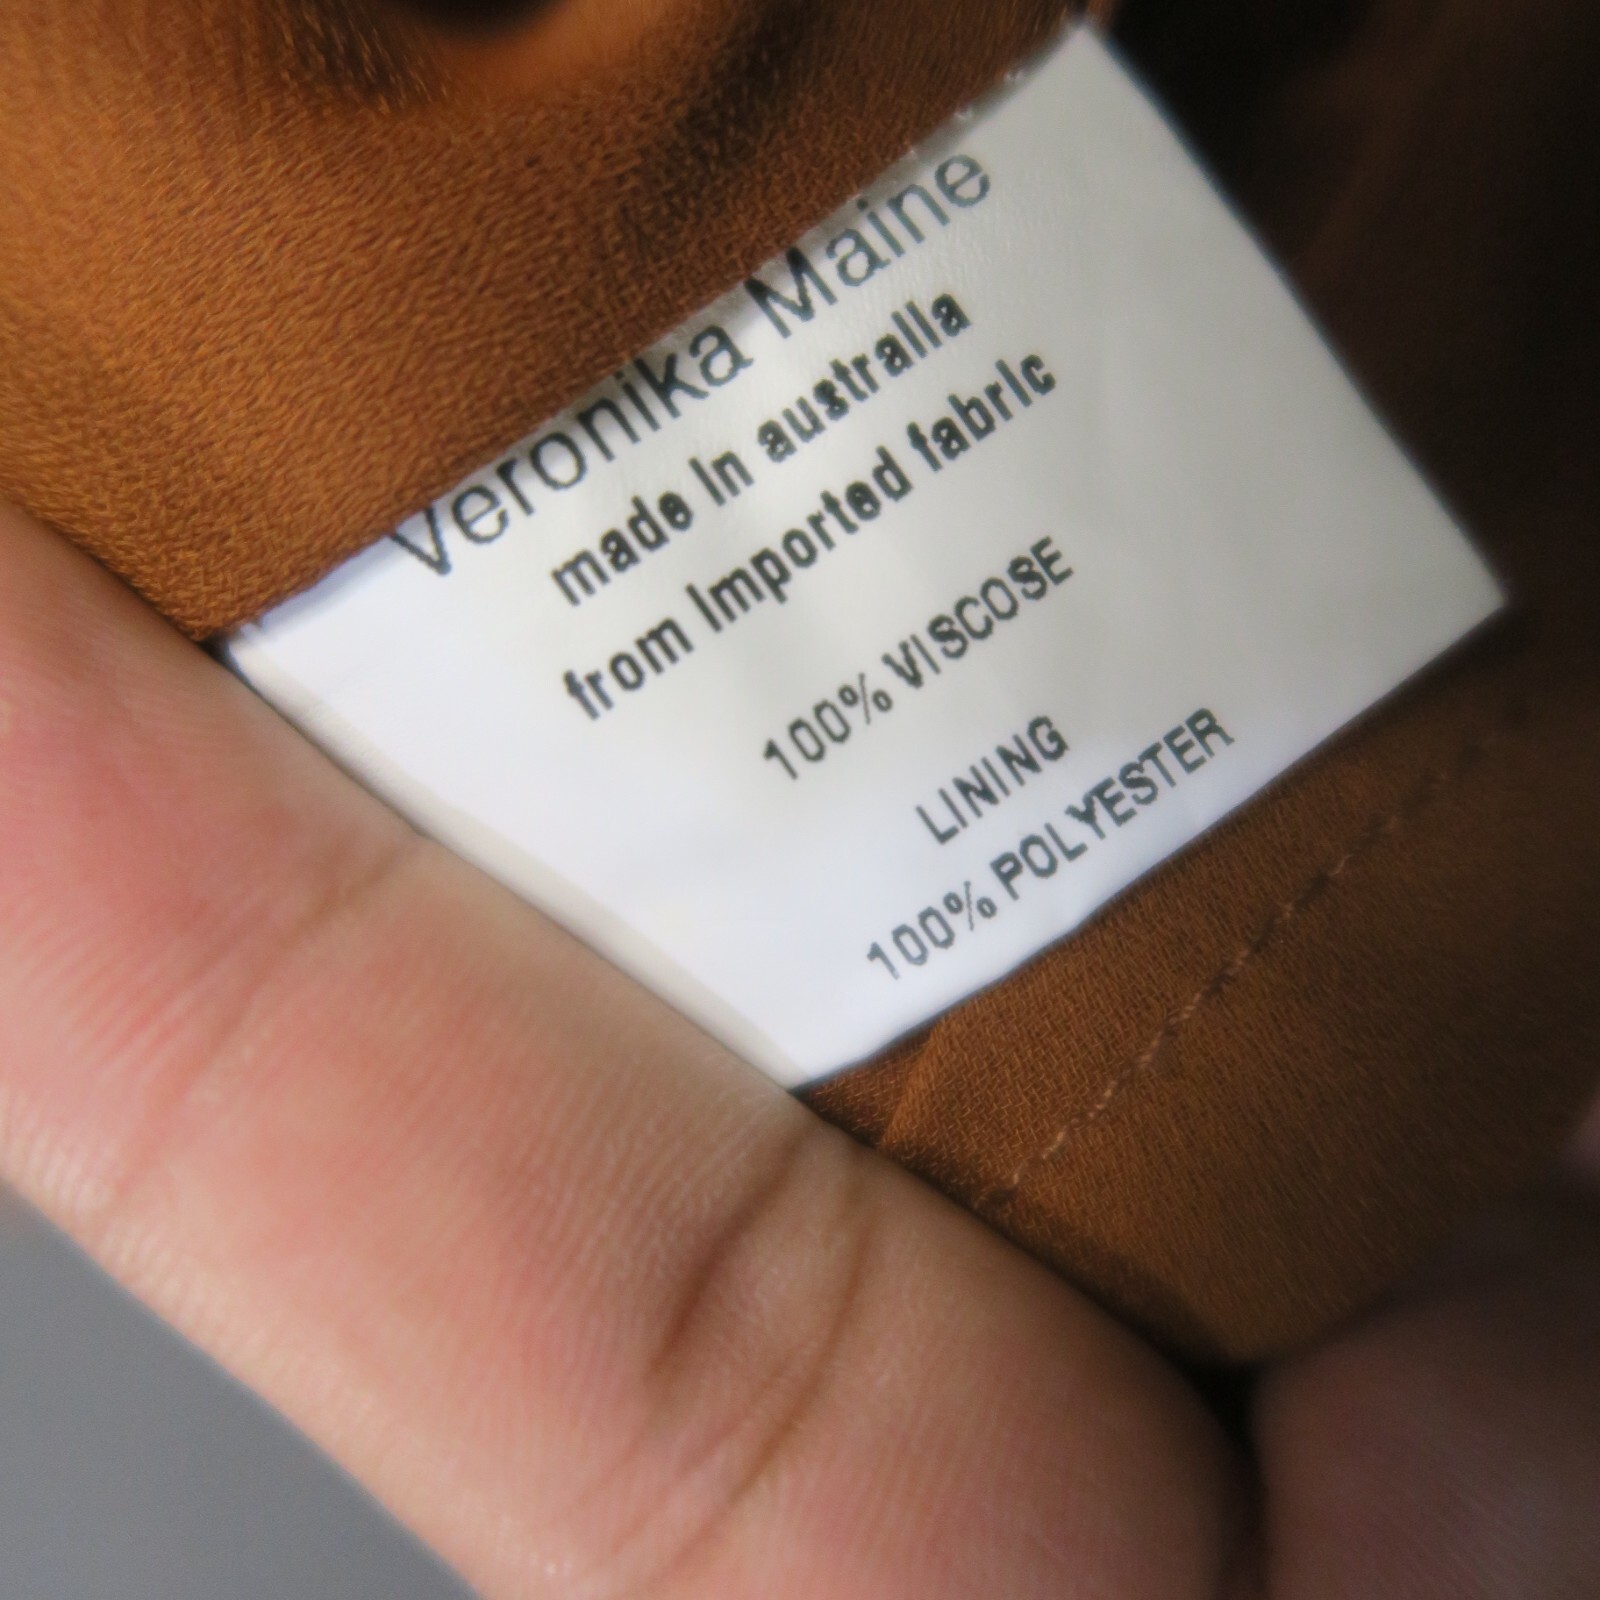 Veronika Maine
made in australia
from imported fabric
100% VISCOSE
LINING
100% POLYESTER